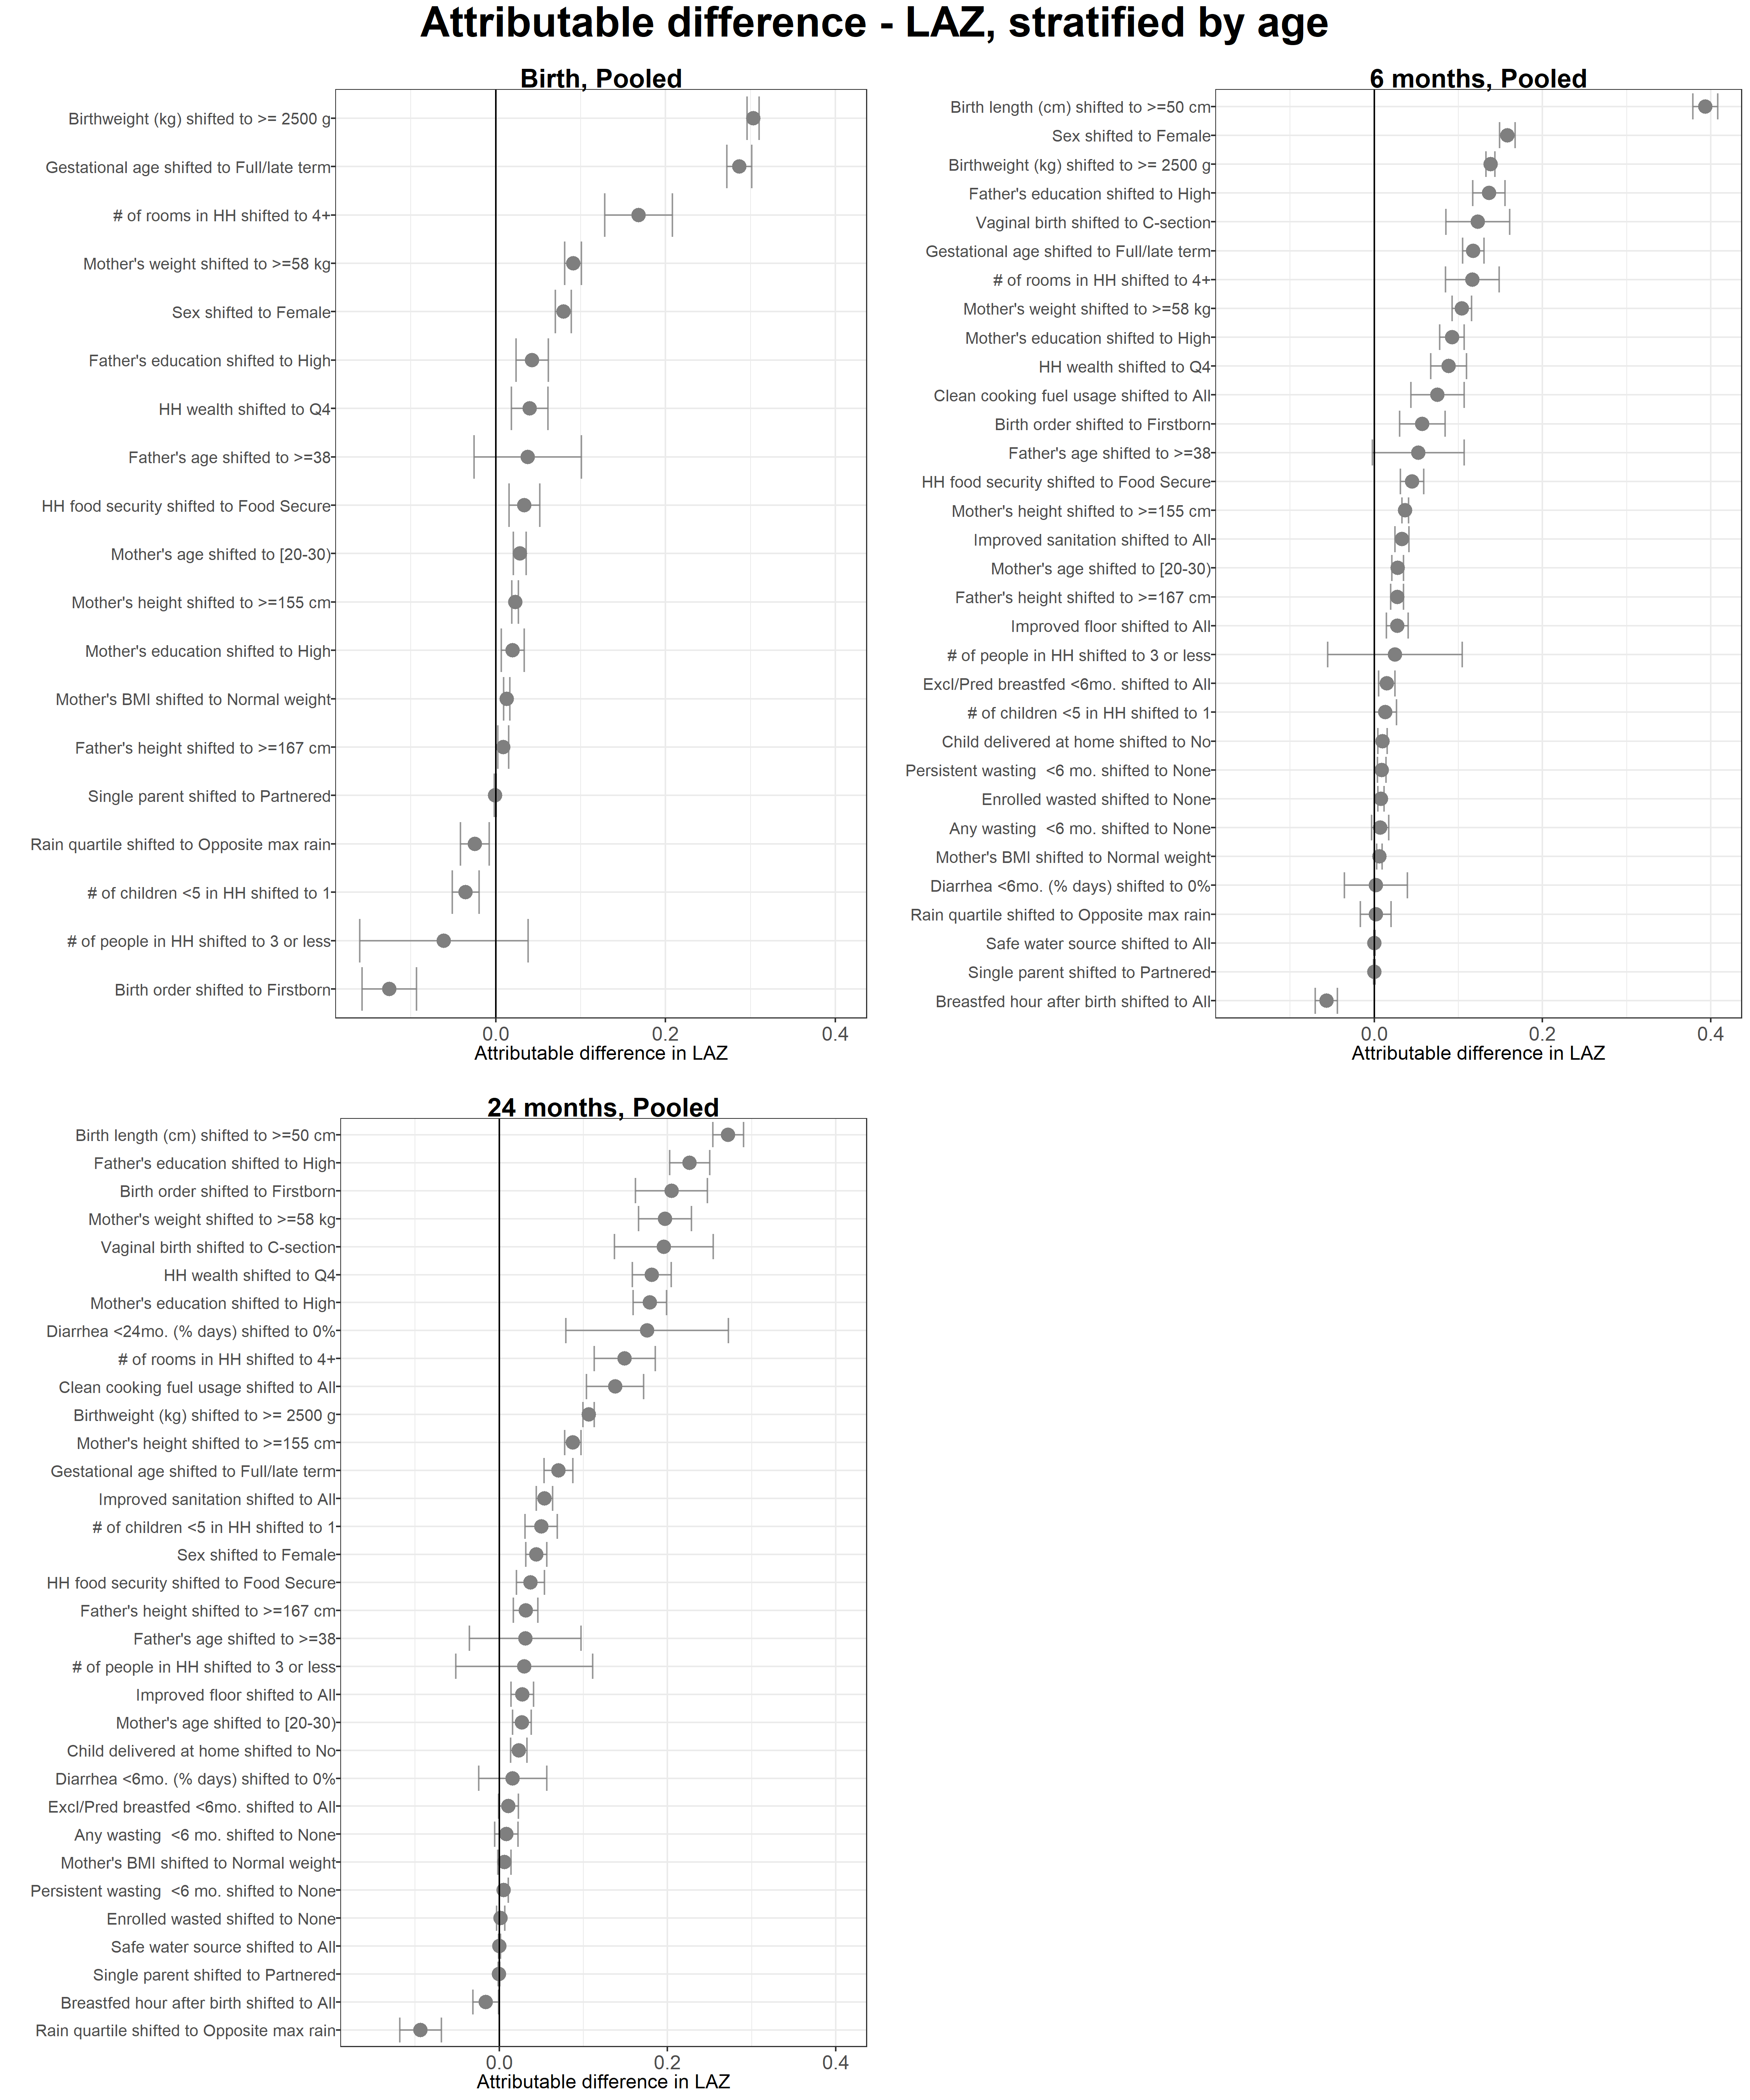 Attributable difference - LAZ, stratified by age
Birth, Pooled
Birthweight (kg) shifted to >= 2500 g
Gestational age shifted to Full/late term
# of rooms in HH shifted to 4+
Mother's weight shifted to >=58 kg
Sex shifted to Female
Father's education shifted to High
HH wealth shifted to Q4
Father's age shifted to >=38
HH food security shifted to Food Secure
Mother's age shifted to [20-30)
Mother's height shifted to >=155 cm
Mother's education shifted to High
Mother's BMI shifted to Normal weight
Father's height shifted to >=167 cm
Single parent shifted to Partnered
Rain quartile shifted to Opposite max rain
# of children <5 in HH shifted to 1
# of people in HH shifted to 3 or less
Birth order shifted to Firstborn
0.0 0.2 0.4
Attributable difference in LAZ
6 months, Pooled
Birth length (cm) shifted to >=50 cm
Sex shifted to Female
Birthweight (kg) shifted to >= 2500 g
Father's education shifted to High
Vaginal birth shifted to C-section
Gestational age shifted to Full/late term
# of rooms in HH shifted to 4+
Mother's weight shifted to >=58 kg
Mother's education shifted to High
HH wealth shifted to Q4
Clean cooking fuel usage shifted to All
Birth order shifted to Firstborn
Father's age shifted to >=38
HH food security shifted to Food Secure
Mother's height shifted to >=155 cm
Improved sanitation shifted to All
Mother's age shifted to [20-30)
Father's height shifted to >=167 cm
Improved floor shifted to All
# of people in HH shifted to 3 or less
Excl/Pred breastfed <6mo. shifted to All
# of children <5 in HH shifted to 1
Child delivered at home shifted to No
Persistent wasting  <6 mo. shifted to None
Enrolled wasted shifted to None
Any wasting  <6 mo. shifted to None
Mother's BMI shifted to Normal weight
Diarrhea <6mo. (% days) shifted to 0%
Rain quartile shifted to Opposite max rain
Safe water source shifted to All
Single parent shifted to Partnered
Breastfed hour after birth shifted to All
0.0 0.2 0.4
Attributable difference in LAZ
24 months, Pooled
Birth length (cm) shifted to >=50 cm
Father's education shifted to High
Birth order shifted to Firstborn
Mother's weight shifted to >=58 kg
Vaginal birth shifted to C-section
HH wealth shifted to Q4
Mother's education shifted to High
Diarrhea <24mo. (% days) shifted to 0%
# of rooms in HH shifted to 4+
Clean cooking fuel usage shifted to All
Birthweight (kg) shifted to >= 2500 g
Mother's height shifted to >=155 cm
Gestational age shifted to Full/late term
Improved sanitation shifted to All
# of children <5 in HH shifted to 1
Sex shifted to Female
HH food security shifted to Food Secure
Father's height shifted to >=167 cm
Father's age shifted to >=38
# of people in HH shifted to 3 or less
Improved floor shifted to All
Mother's age shifted to [20-30)
Child delivered at home shifted to No
Diarrhea <6mo. (% days) shifted to 0%
Excl/Pred breastfed <6mo. shifted to All
Any wasting  <6 mo. shifted to None
Mother's BMI shifted to Normal weight
Persistent wasting  <6 mo. shifted to None
Enrolled wasted shifted to None
Safe water source shifted to All
Single parent shifted to Partnered
Breastfed hour after birth shifted to All
Rain quartile shifted to Opposite max rain
0.0 0.2 0.4
Attributable difference in LAZ